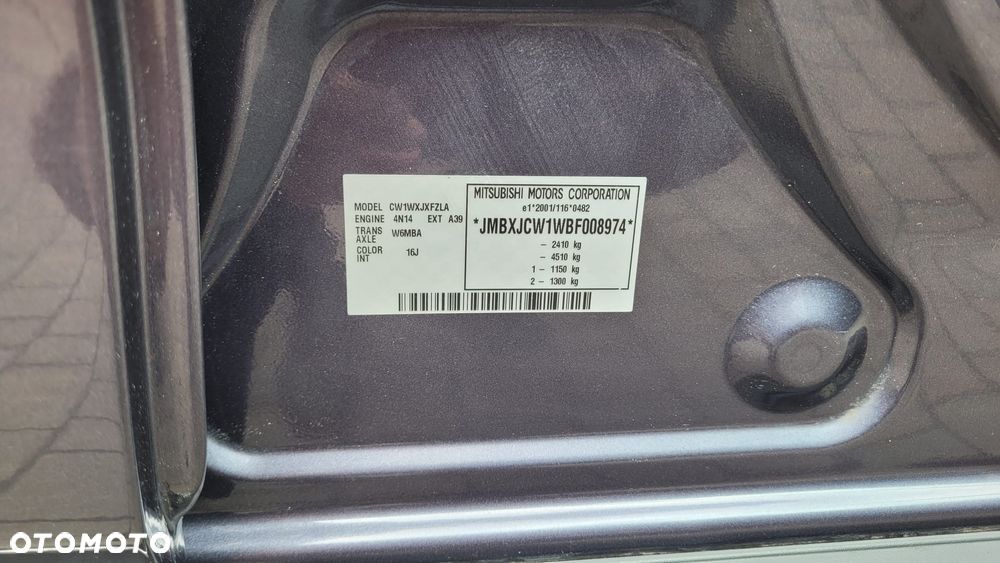 MODEL CW1WXJXFZLA
ENGINE 4N14 EXT A39
TRANS AXLE W6MBA
COLOR INT 16J
MITSUBISHI MOTORS CORPORATION
e1*2001/116*0482
*JMBXJCW1WBF008974*
– 2410 kg
– 4510 kg
1 – 1150 kg
2 – 1300 kg
OTOMOTO